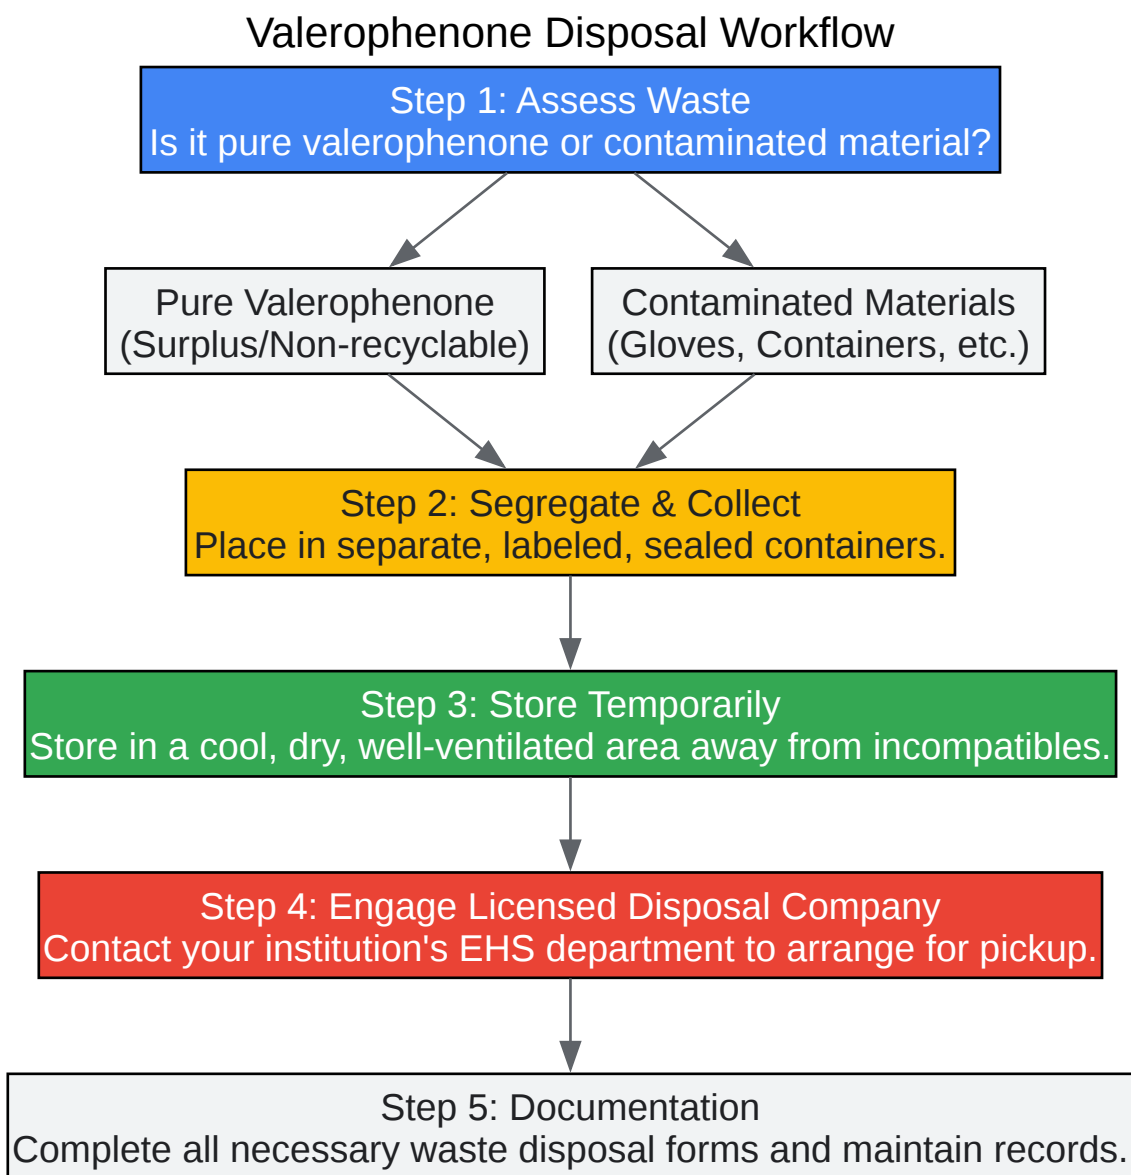 Valerophenone Disposal Workflow
Step 1: Assess Waste
Is it pure valerophenone or contaminated material?
Pure Valerophenone
(Surplus/Non-recyclable)
Contaminated Materials
(Gloves, Containers, etc.)
Step 2: Segregate & Collect
Place in separate, labeled, sealed containers.
Step 3: Store Temporarily
Store in a cool, dry, well-ventilated area away from incompatibles.
Step 4: Engage Licensed Disposal Company
Contact your institution's EHS department to arrange for pickup.
Step 5: Documentation
Complete all necessary waste disposal forms and maintain records.